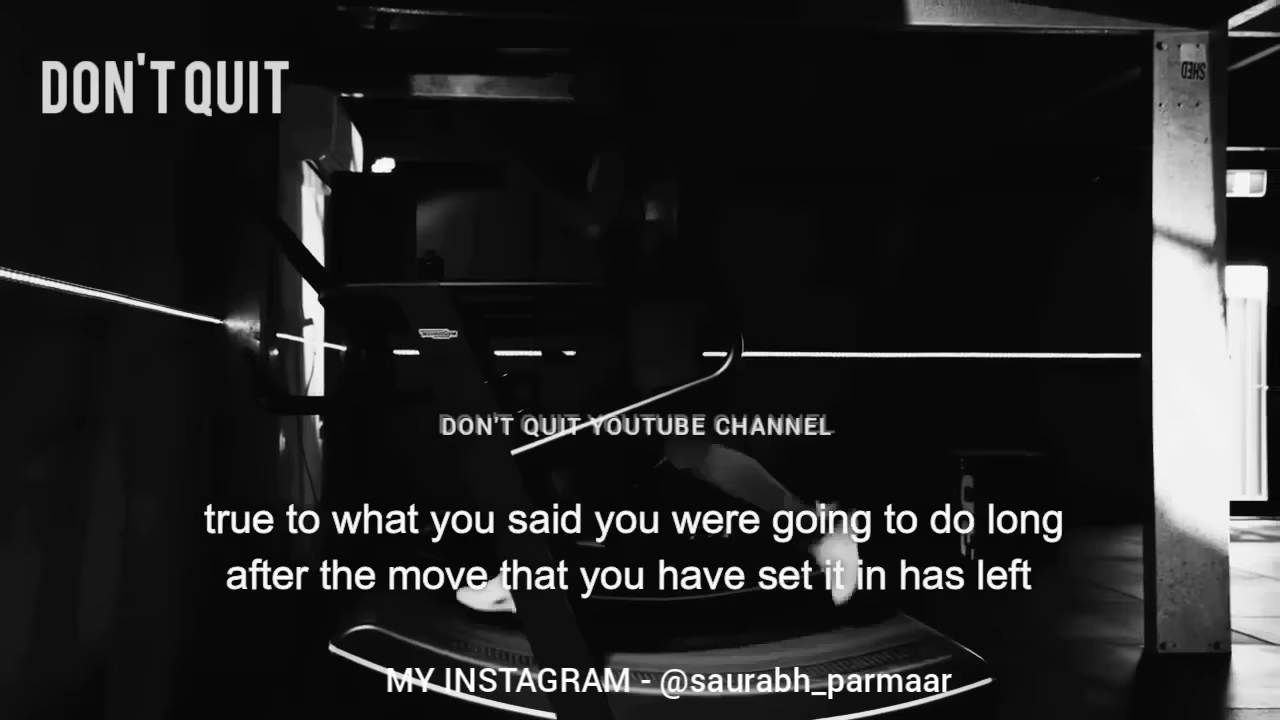 DON'T QUIT
SHED
DON'T QUIT YOUTUBE CHANNEL
true to what you said you were going to do long
after the move that you have set it in has left
MY INSTAGRAM - @saurabh_parmaar